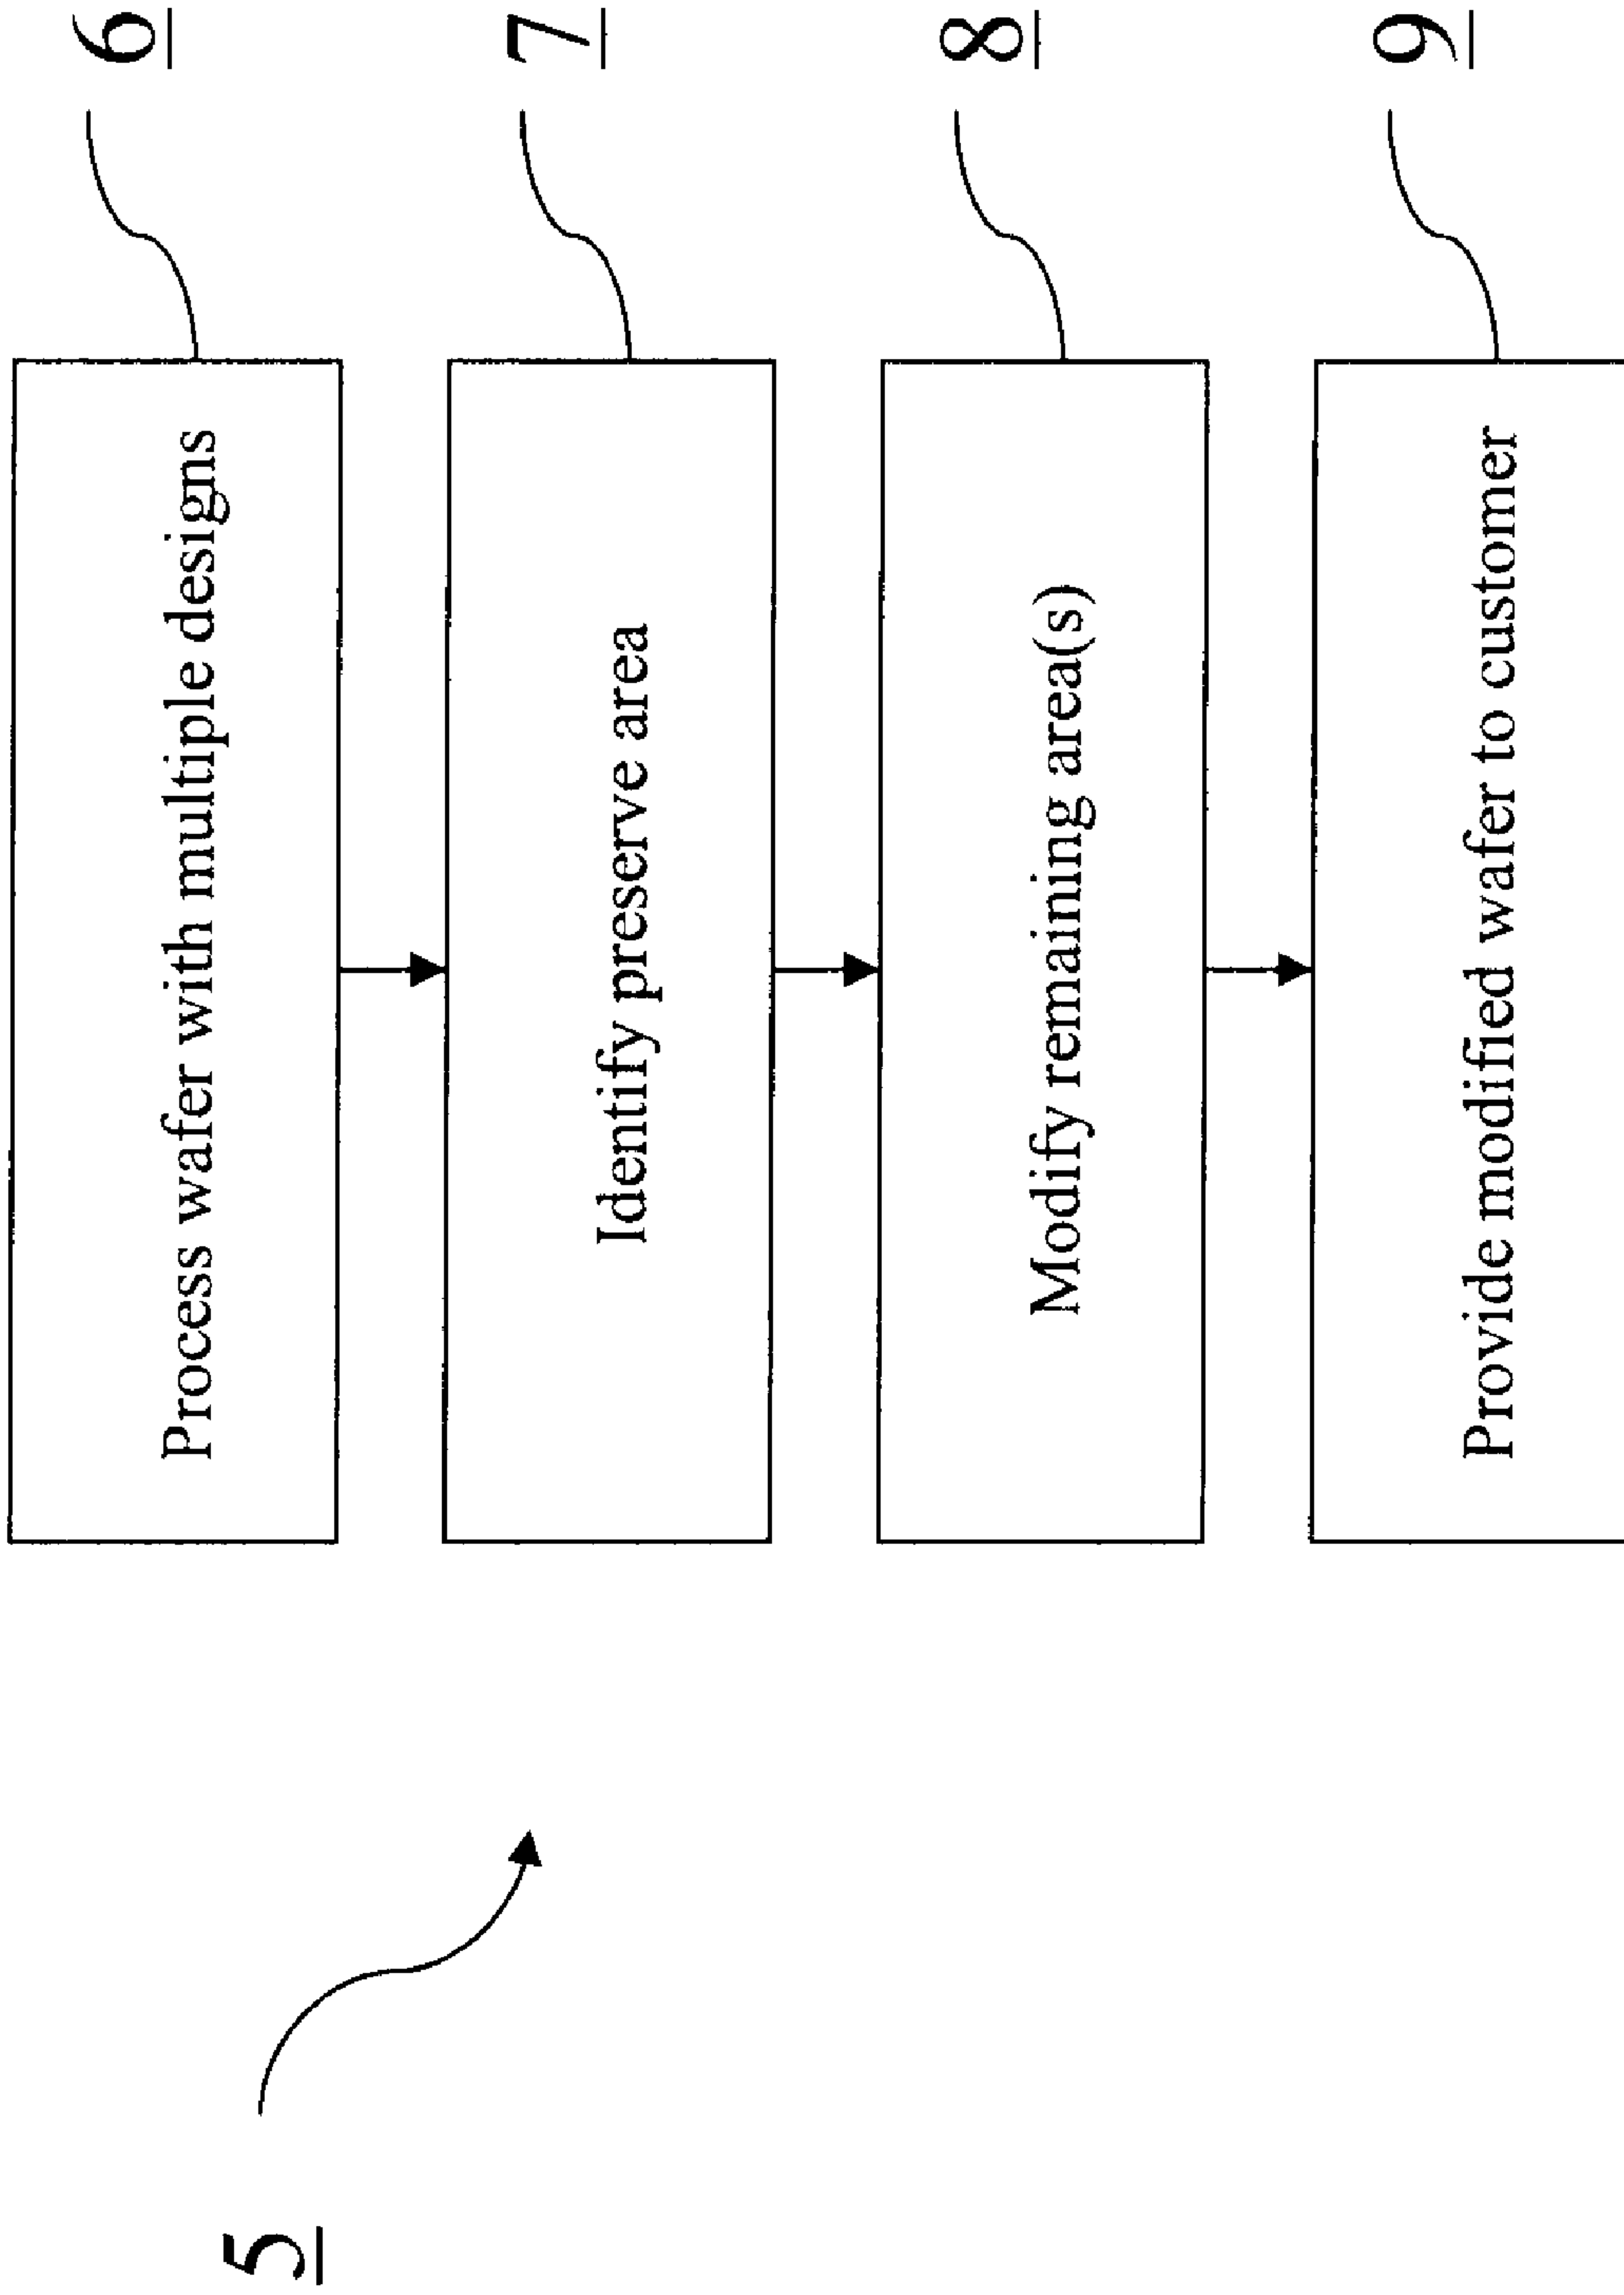 5
Process wafer with multiple designs
6
Identify preserve area
7
Modify remaining area(s)
8
Provide modified wafer to customer
9